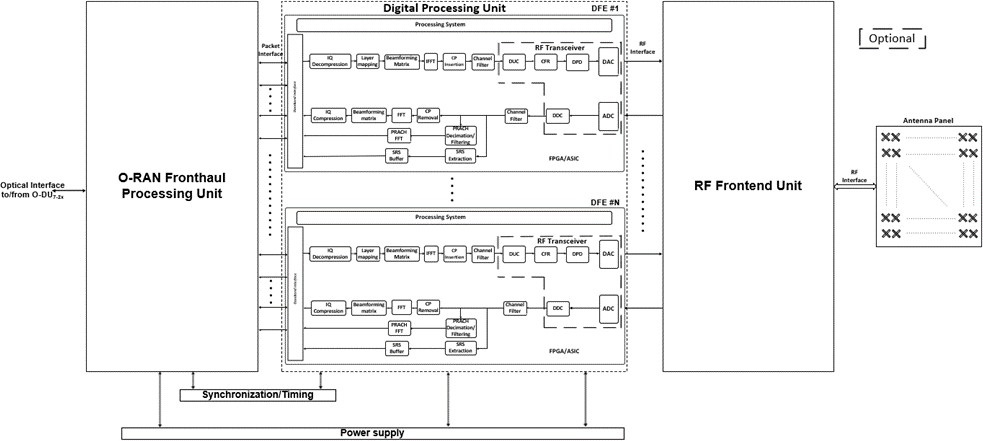 Digital Processing Unit
DFE #1
Processing System
Optional
Packet
Interface
RF Transceiver
RF
Interface
IQ
Decompression
Layer
mapping
Beamforming
Matrix
IFFT
CP
Insertion
Channel
Filter
DUC
CFR
DPD
DAC
IQ
Compression
Beamforming
matrix
FFT
CP
Removal
Channel
Filter
DDC
ADC
PRACH
FFT
PRACH
Decimation/
Filtering
SRS
Buffer
SRS
Extraction
FPGA/ASIC
Antenna Panel
O-RAN Fronthaul
Processing Unit
RF Frontend Unit
RF
Interface
Optical Interface
to/from O-DU7-2x
DFE #N
Processing System
RF Transceiver
IQ
Decompression
Layer
mapping
Beamforming
Matrix
IFFT
CP
Insertion
Channel
Filter
DUC
CFR
DPD
DAC
IQ
Compression
Beamforming
matrix
FFT
CP
Removal
Channel
Filter
DDC
ADC
PRACH
FFT
PRACH
Decimation/
Filtering
SRS
Buffer
SRS
Extraction
FPGA/ASIC
Synchronization/Timing
Power supply